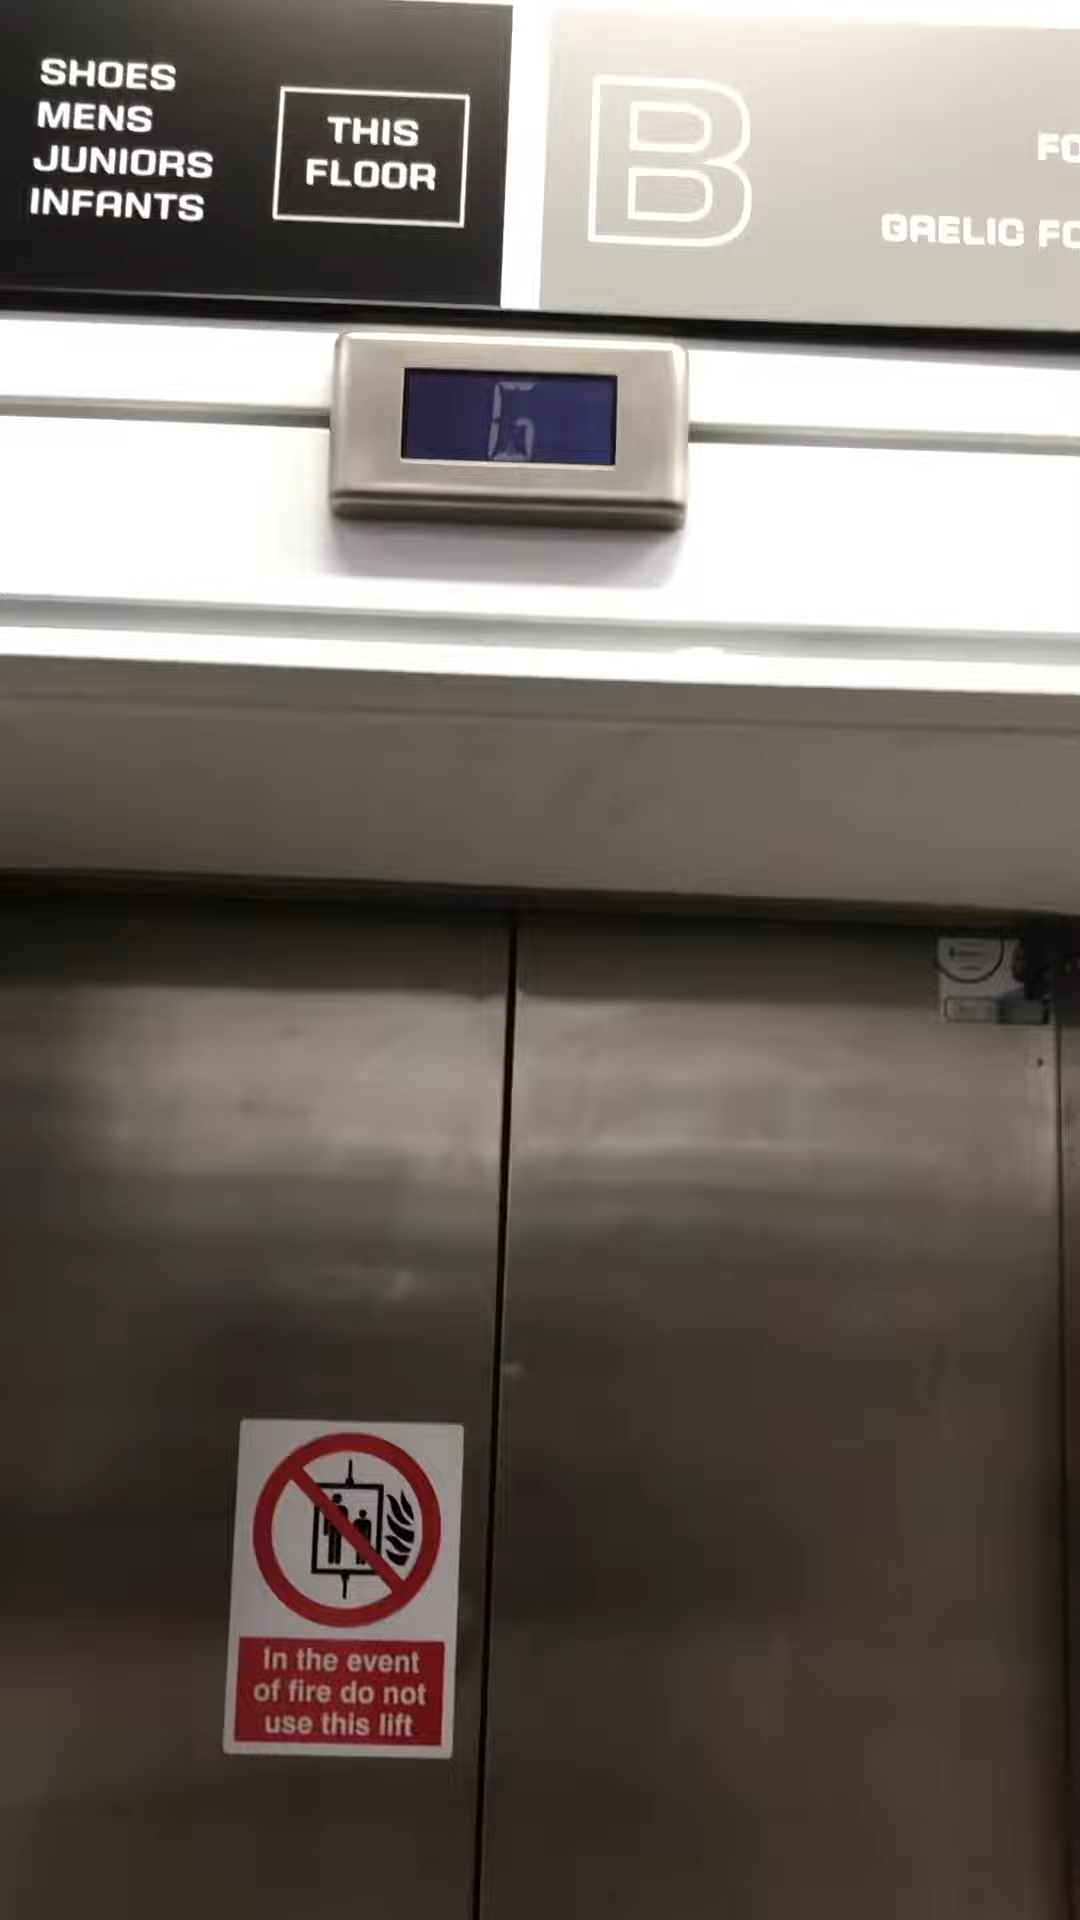 SHOES
MENS
JUNIORS
INFANTS
THIS
FLOOR
B
GAELIC
G
In the event
of fire do not
use this lift